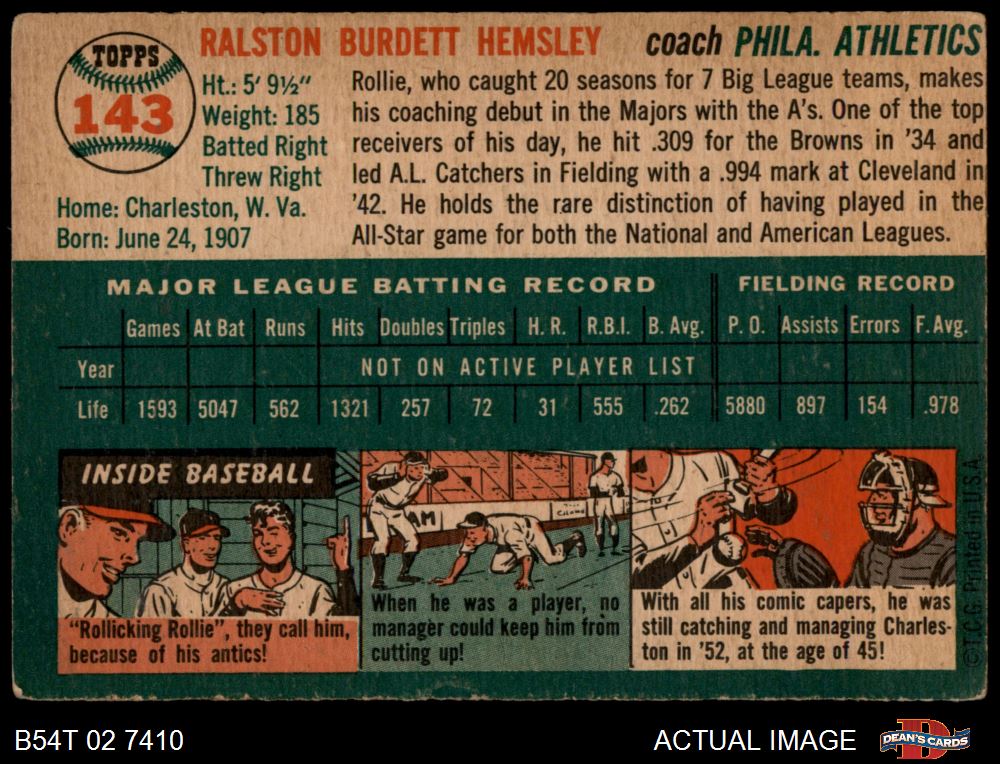 TOPPS
143
RALSTON BURDETT HEMSLEY coach PHILA. ATHLETICS
Ht.: 5' 9½"
Weight: 185
Batted Right
Threw Right
Home: Charleston, W. Va.
Born: June 24, 1907
Rollie, who caught 20 seasons for 7 Big League teams, makes
his coaching debut in the Majors with the A's. One of the top
receivers of his day, he hit .309 for the Browns in '34 and
led A.L. Catchers in Fielding with a .994 mark at Cleveland in
'42. He holds the rare distinction of having played in the
All-Star game for both the National and American Leagues.
MAJOR LEAGUE BATTING RECORD FIELDING RECORD
Games At Bat Runs Hits Doubles Triples H. R. R.B.I. B. Avg. P. O. Assists Errors F. Avg.
Year NOT ON ACTIVE PLAYER LIST
Life 1593 5047 562 1321 257 72 31 555 .262 5880 897 154 .978
INSIDE BASEBALL
"Rollicking Rollie", they call him,
because of his antics!
AM
When he was a player, no
manager could keep him from
cutting up!
With all his comic capers, he was
still catching and managing Charles-
ton in '52, at the age of 45!
©T.C.G. Printed in U.S.A.
B54T 02 7410
ACTUAL IMAGE
DEAN'S CARDS